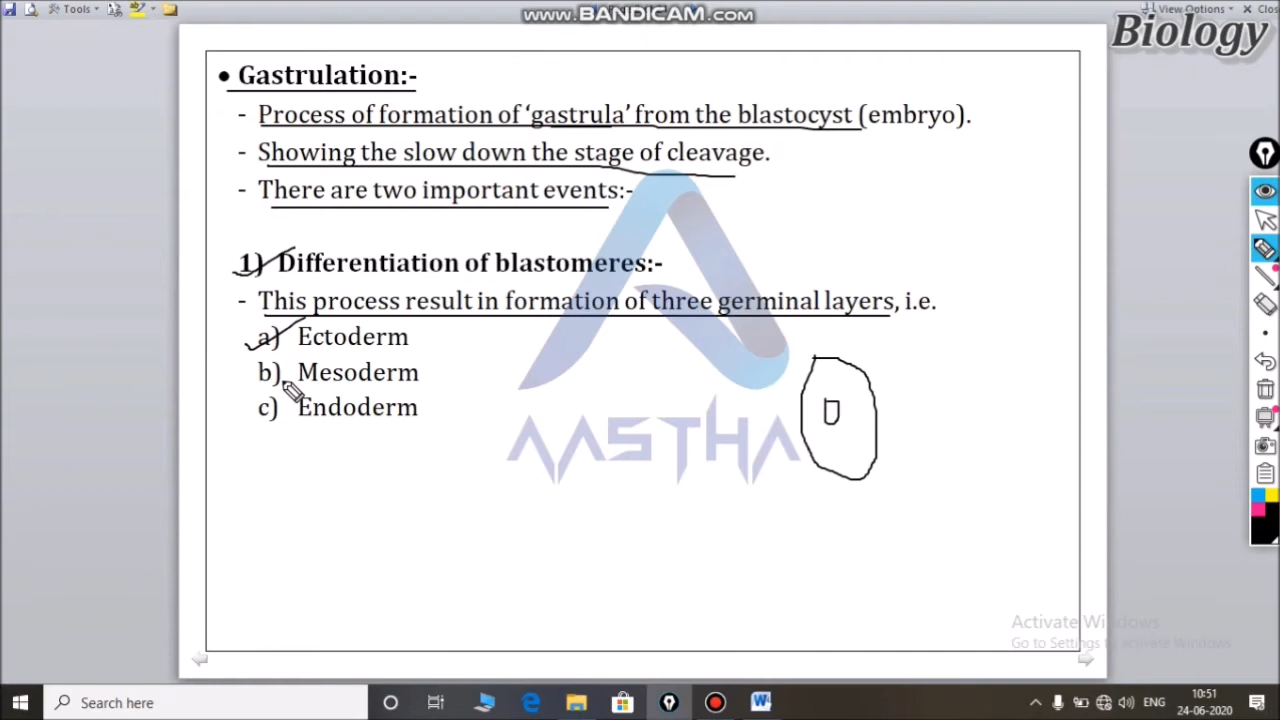 Tools
www.BANDICAM.com
View Options
Clos
Biology
• Gastrulation:-
- Process of formation of ‘gastrula’ from the blastocyst (embryo).
- Showing the slow down the stage of cleavage.
- There are two important events:-
1) Differentiation of blastomeres:-
- This process result in formation of three germinal layers, i.e.
a) Ectoderm
b) Mesoderm
c) Endoderm
AASTHA
Activate Windows
Go to Settings to activate Windows
Search here
ENG
10:51
24-06-2020